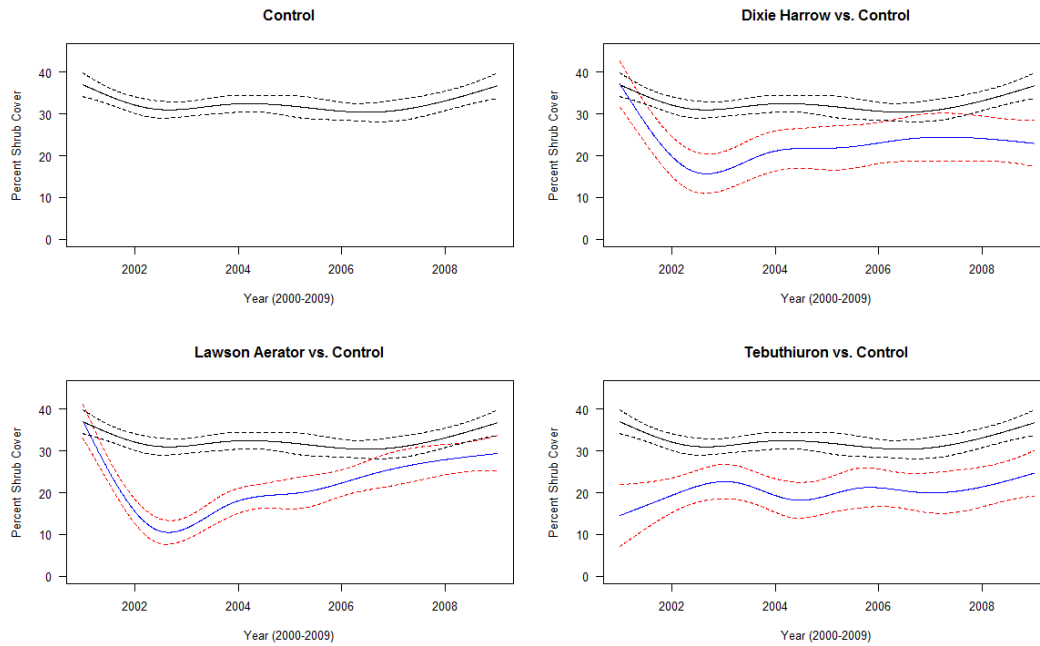 Control
Percent Shrub Cover
40
30
20
10
0
2002 2004 2006 2008
Year (2000-2009)
Dixie Harrow vs. Control
Percent Shrub Cover
40
30
20
10
0
2002 2004 2006 2008
Year (2000-2009)
Lawson Aerator vs. Control
Percent Shrub Cover
40
30
20
10
0
2002 2004 2006 2008
Year (2000-2009)
Tebuthiuron vs. Control
Percent Shrub Cover
40
30
20
10
0
2002 2004 2006 2008
Year (2000-2009)